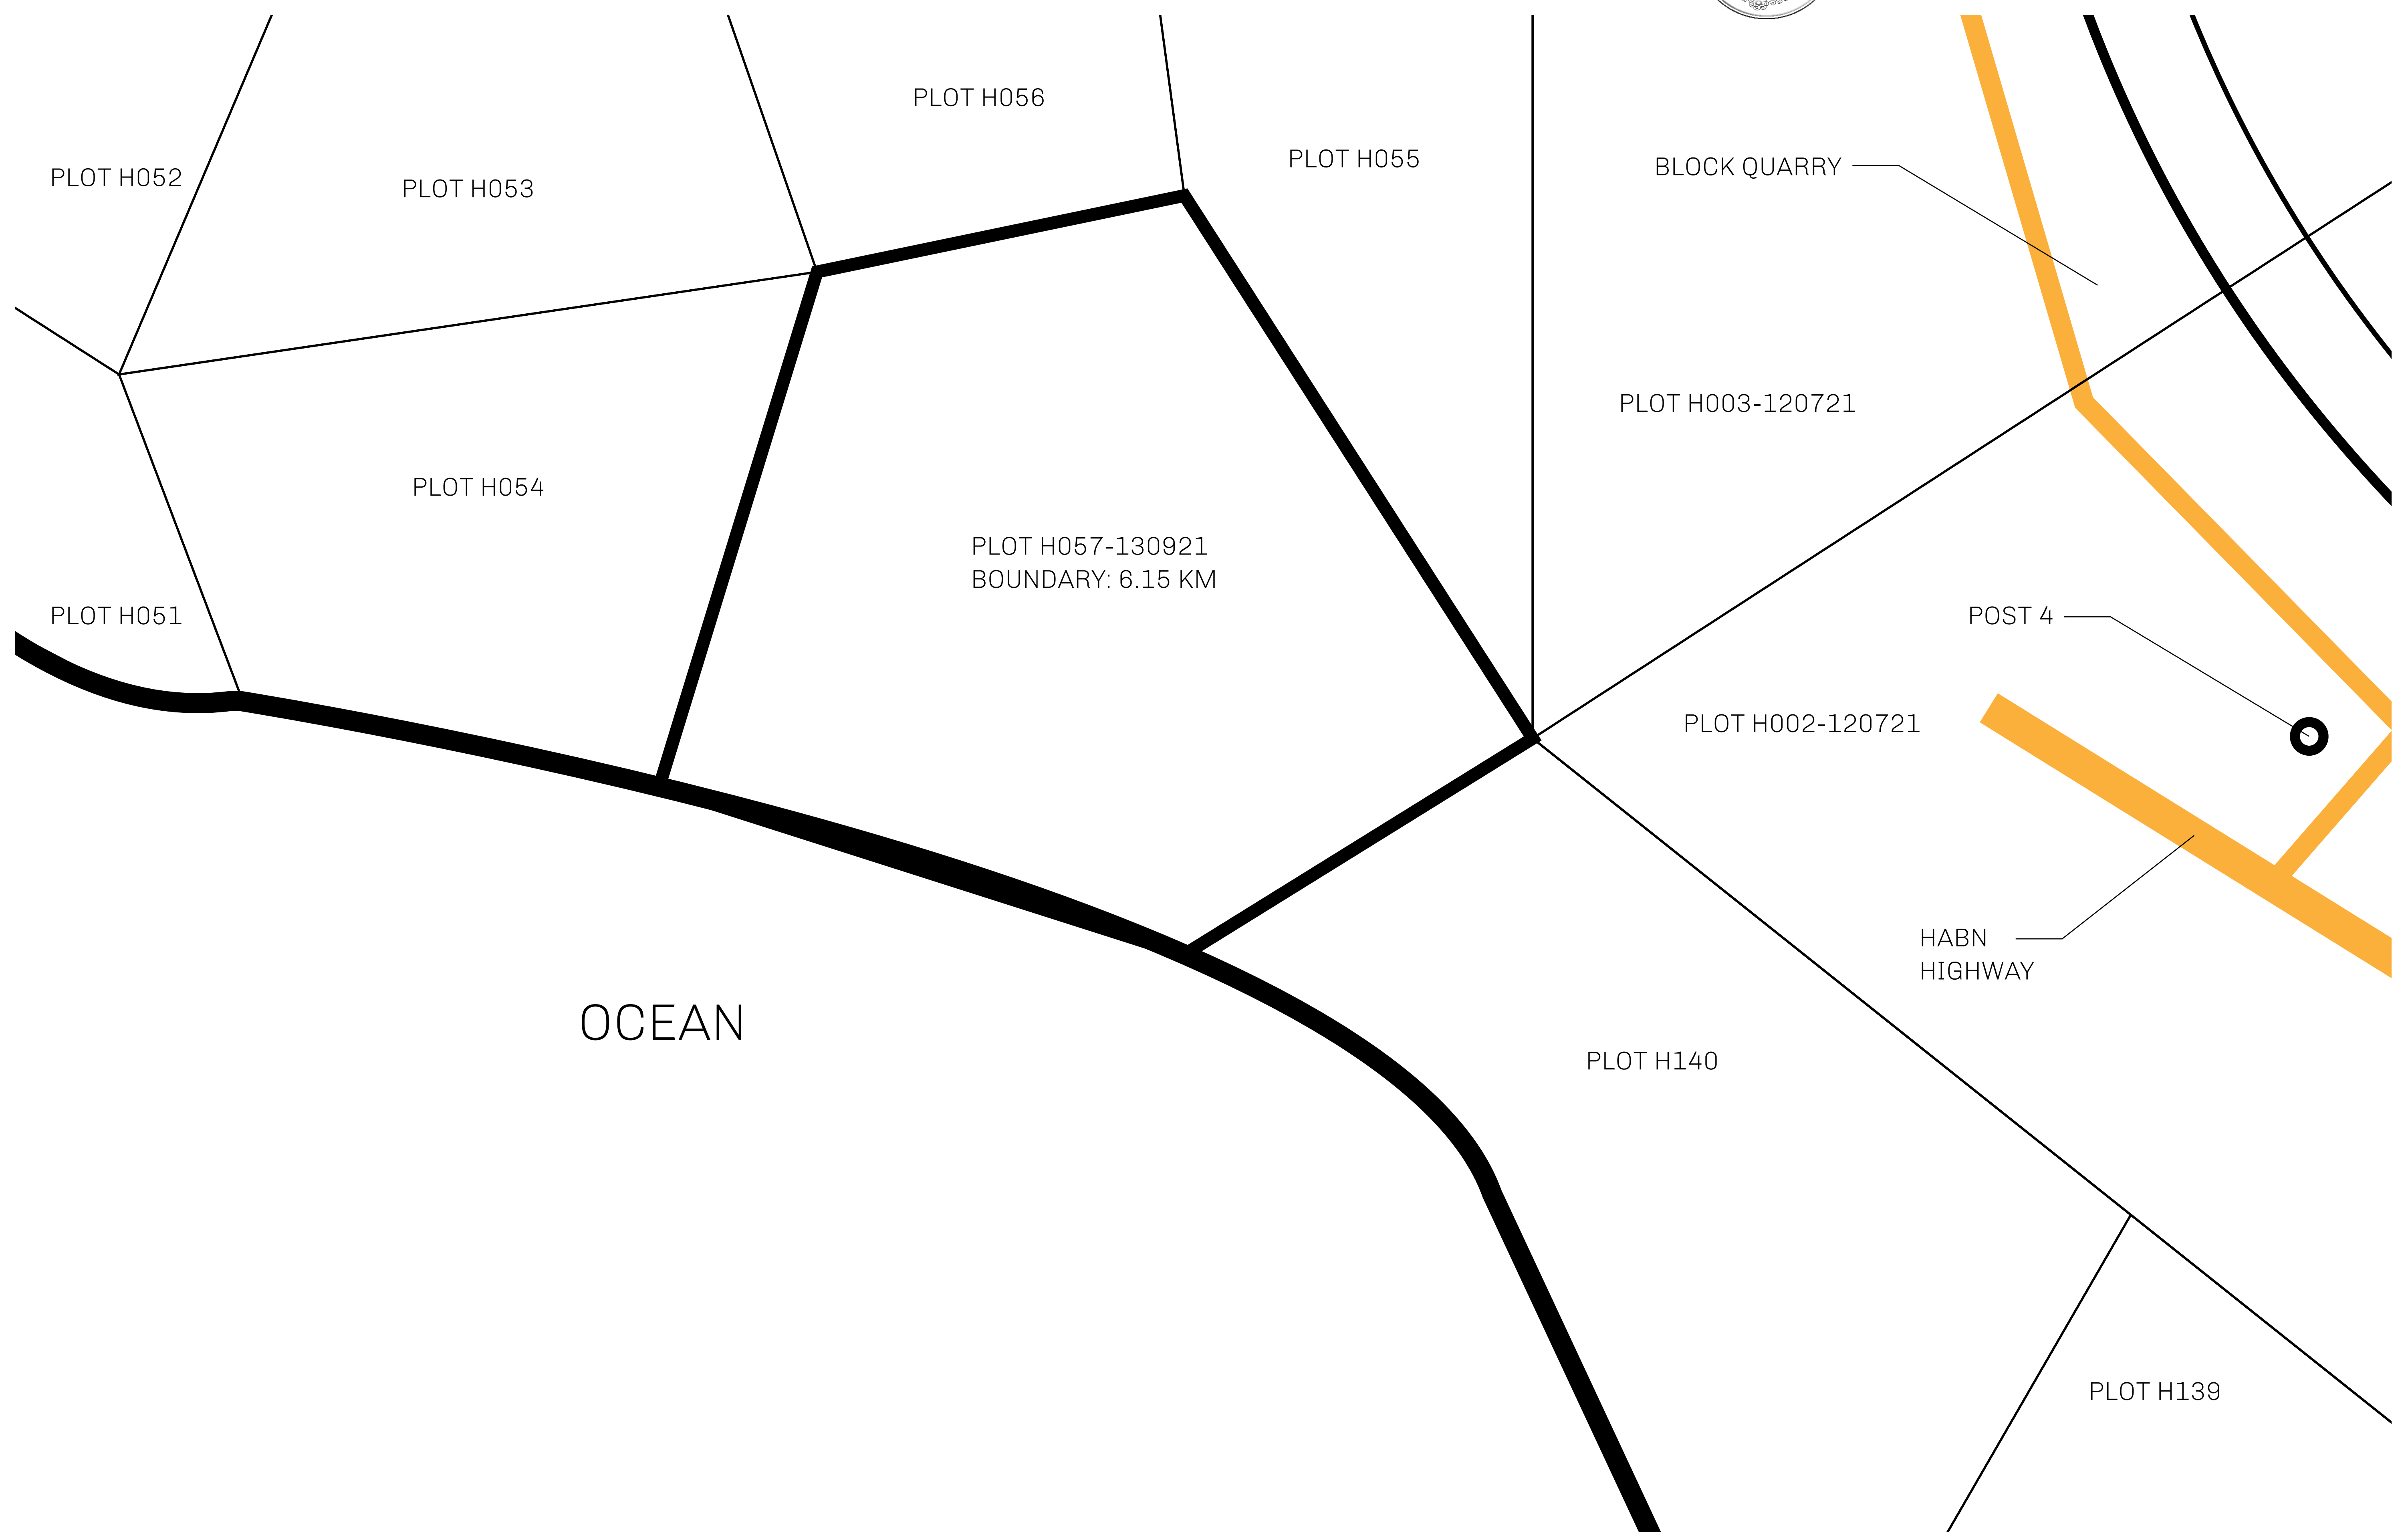 PLOT H056
PLOT H055
BLOCK QUARRY
PLOT H052
PLOT H053
PLOT H003-120721
PLOT H054
PLOT H057-130921
BOUNDARY: 6.15 KM
PLOT H051
POST 4
PLOT H002-120721
HABN
HIGHWAY
OCEAN
PLOT H140
PLOT H139